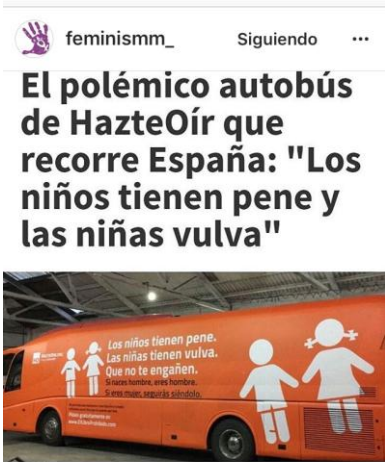 feminismm_
Siguiendo
El polémico autobús
de HazteOír que
recorre España: "Los
niños tienen pene y
las niñas vulva"
Los niños tienen pene.
Las niñas tienen vulva.
Que no te engañen.
Si naces hombre, eres hombre.
Si eres mujer, seguirás siéndolo.